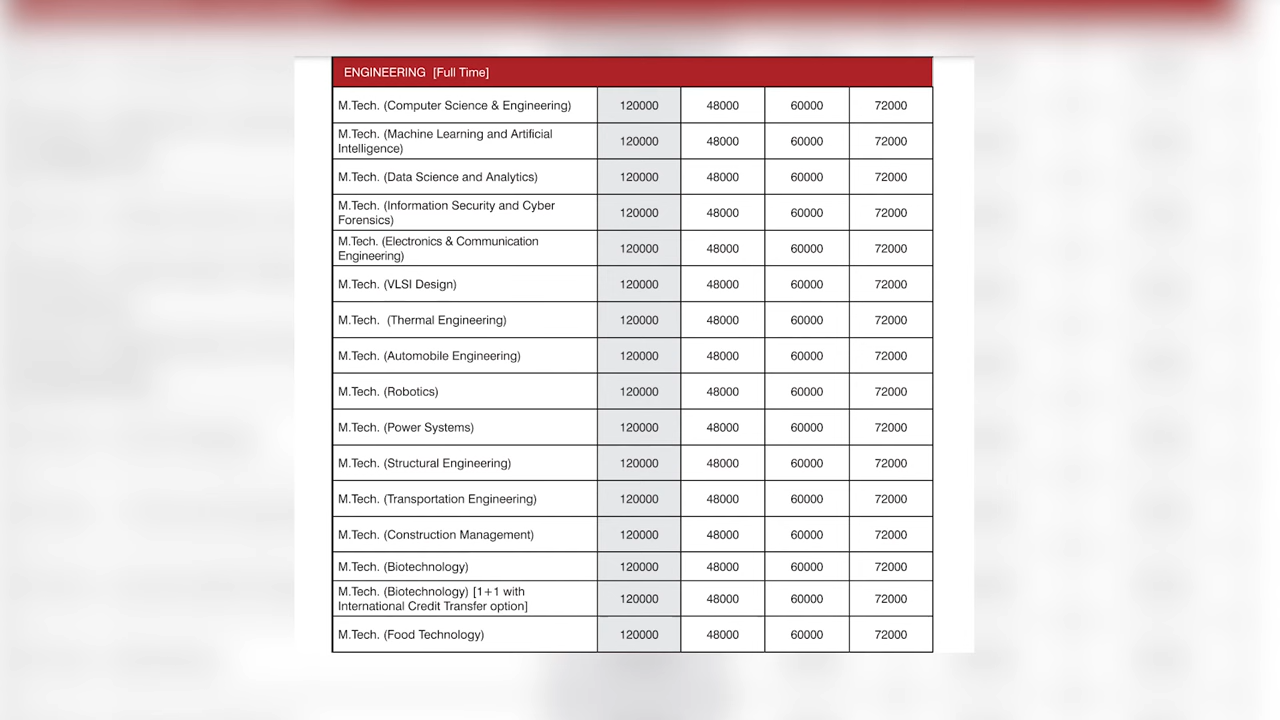 ENGINEERING [Full Time]
M.Tech. (Computer Science & Engineering) 120000 48000 60000 72000
M.Tech. (Machine Learning and Artificial
Intelligence) 120000 48000 60000 72000
M.Tech. (Data Science and Analytics) 120000 48000 60000 72000
M.Tech. (Information Security and Cyber
Forensics) 120000 48000 60000 72000
M.Tech. (Electronics & Communication
Engineering) 120000 48000 60000 72000
M.Tech. (VLSI Design) 120000 48000 60000 72000
M.Tech. (Thermal Engineering) 120000 48000 60000 72000
M.Tech. (Automobile Engineering) 120000 48000 60000 72000
M.Tech. (Robotics) 120000 48000 60000 72000
M.Tech. (Power Systems) 120000 48000 60000 72000
M.Tech. (Structural Engineering) 120000 48000 60000 72000
M.Tech. (Transportation Engineering) 120000 48000 60000 72000
M.Tech. (Construction Management) 120000 48000 60000 72000
M.Tech. (Biotechnology) 120000 48000 60000 72000
M.Tech. (Biotechnology) [1+1 with
International Credit Transfer option] 120000 48000 60000 72000
M.Tech. (Food Technology) 120000 48000 60000 72000